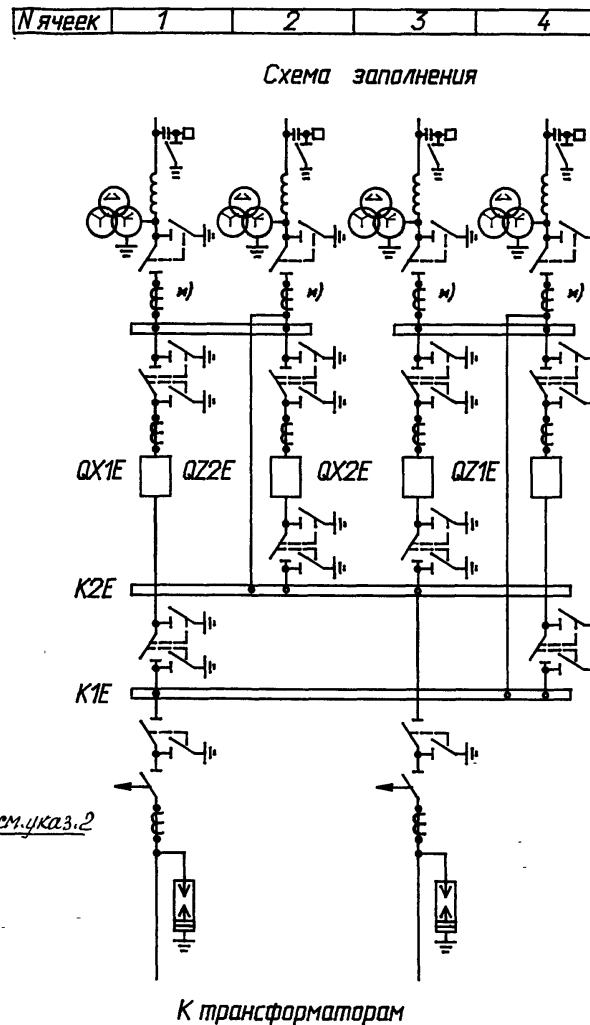 N ячеек 1 2 3 4
Схема заполнения
н) н) н) н)
QX1E QZ2E QX2E QZ1E
K2E
K1E
см.указ.2
К трансформаторам